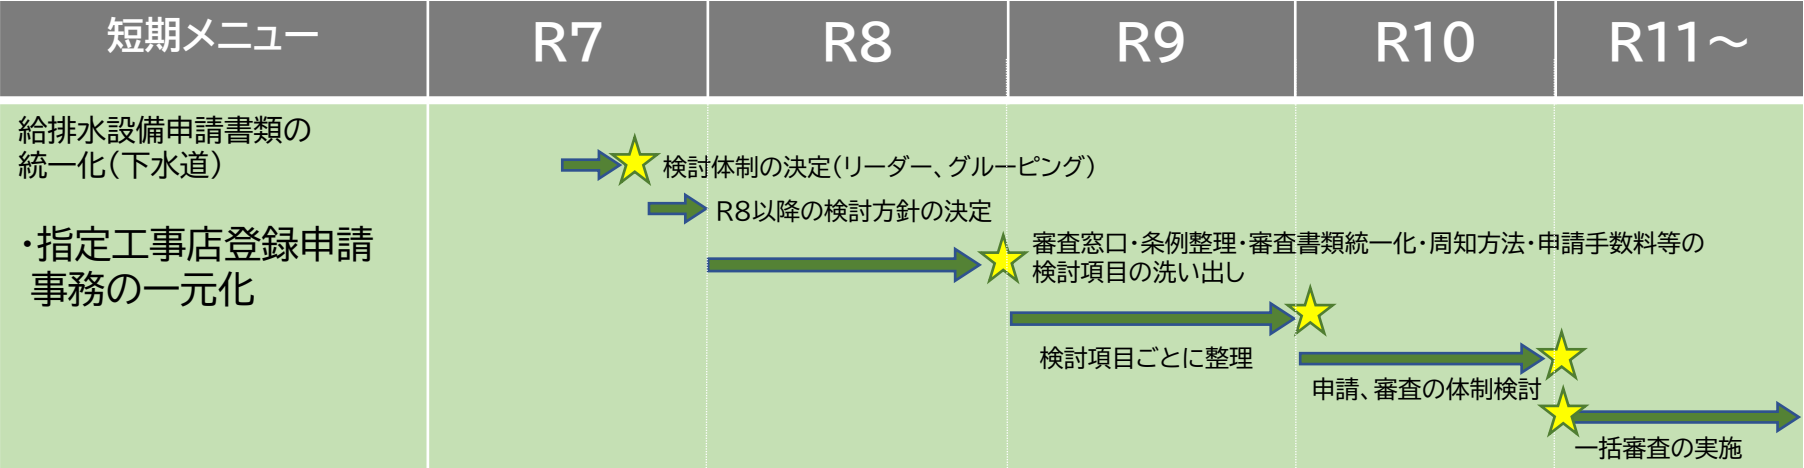 短期メニュー R7 R8 R9 R10 R11～
給排水設備申請書類の
統一化(下水道)
・指定工事店登録申請
事務の一元化
検討体制の決定(リーダー、グルーピング)
R8以降の検討方針の決定
審査窓口・条例整理・審査書類統一化・周知方法・申請手数料等の
検討項目の洗い出し
検討項目ごとに整理
申請、審査の体制検討
一括審査の実施